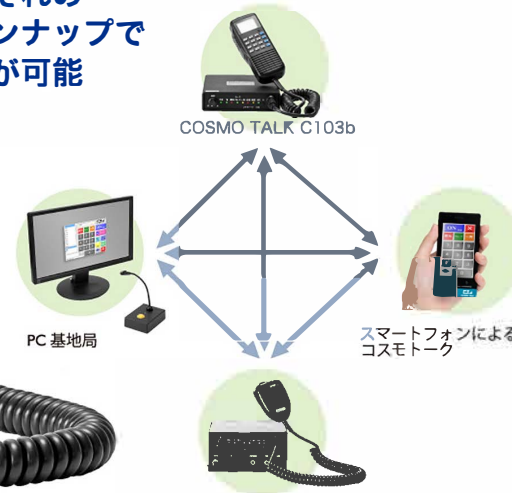 ンナップで
が可能
COSMO TALK C103b
PC 基地局
スマートフォンによる
コスモトーク